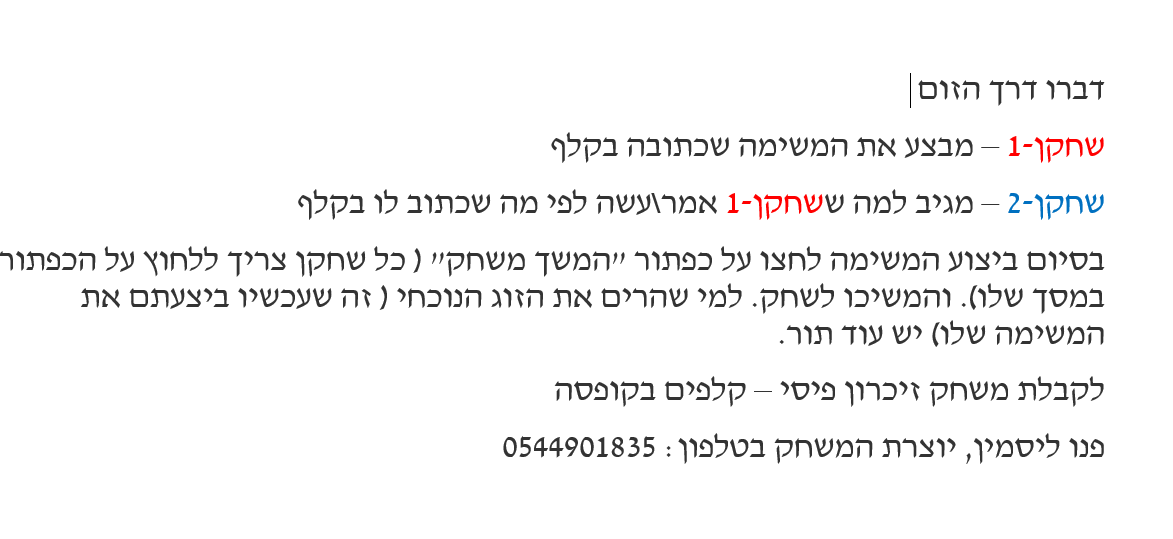 דברו דרך הזום
שחקן-1 – מבצע את המשימה שכתובה בקלף
שחקן-2 – מגיב למה ששחקן-1 אמר\עשה לפי מה שכתוב לו בקלף
בסיום ביצוע המשימה לחצו על כפתור "המשך משחק" ( כל שחקן צריך ללחוץ על הכפתור
במסך שלו). והמשיכו לשחק. למי שהרים את הזוג הנוכחי ( זה שעכשיו ביצעתם את
המשימה שלו) יש עוד תור.
לקבלת משחק זיכרון פיסי – קלפים בקופסה
פנו ליסמין, יוצרת המשחק בטלפון : 0544901835